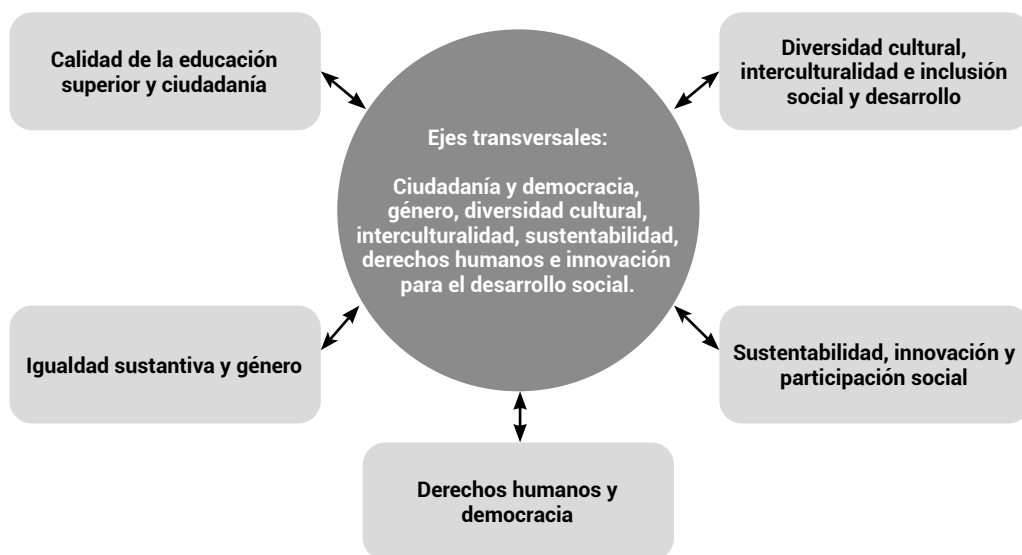 Calidad de la educación
superior y ciudadanía
Diversidad cultural,
interculturalidad e inclusión
social y desarrollo
Ejes transversales:
Ciudadanía y democracia,
género, diversidad cultural,
interculturalidad, sustentabilidad,
derechos humanos e innovación
para el desarrollo social.
Igualdad sustantiva y género
Sustentabilidad, innovación y
participación social
Derechos humanos y
democracia